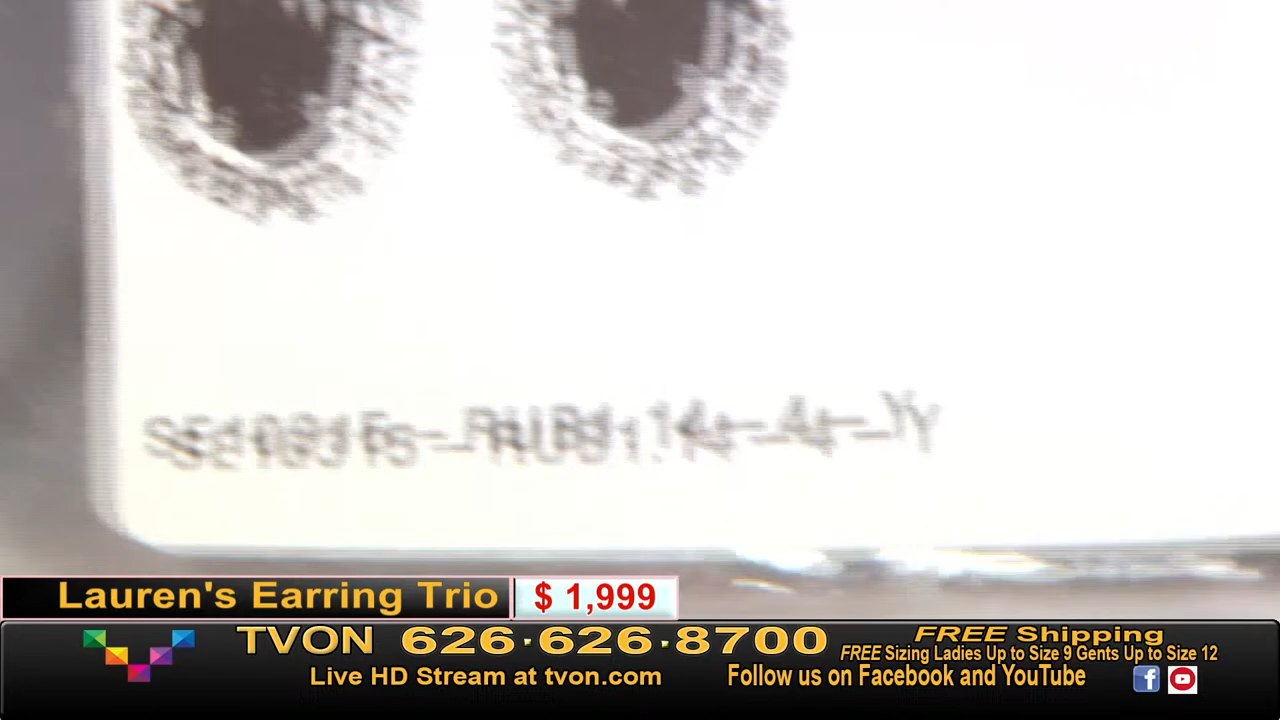 Lauren's Earring Trio
$ 1,999
TVON 626·626·8700
Live HD Stream at tvon.com
FREE Shipping
FREE Sizing Ladies Up to Size 9 Gents Up to Size 12
Follow us on Facebook and YouTube